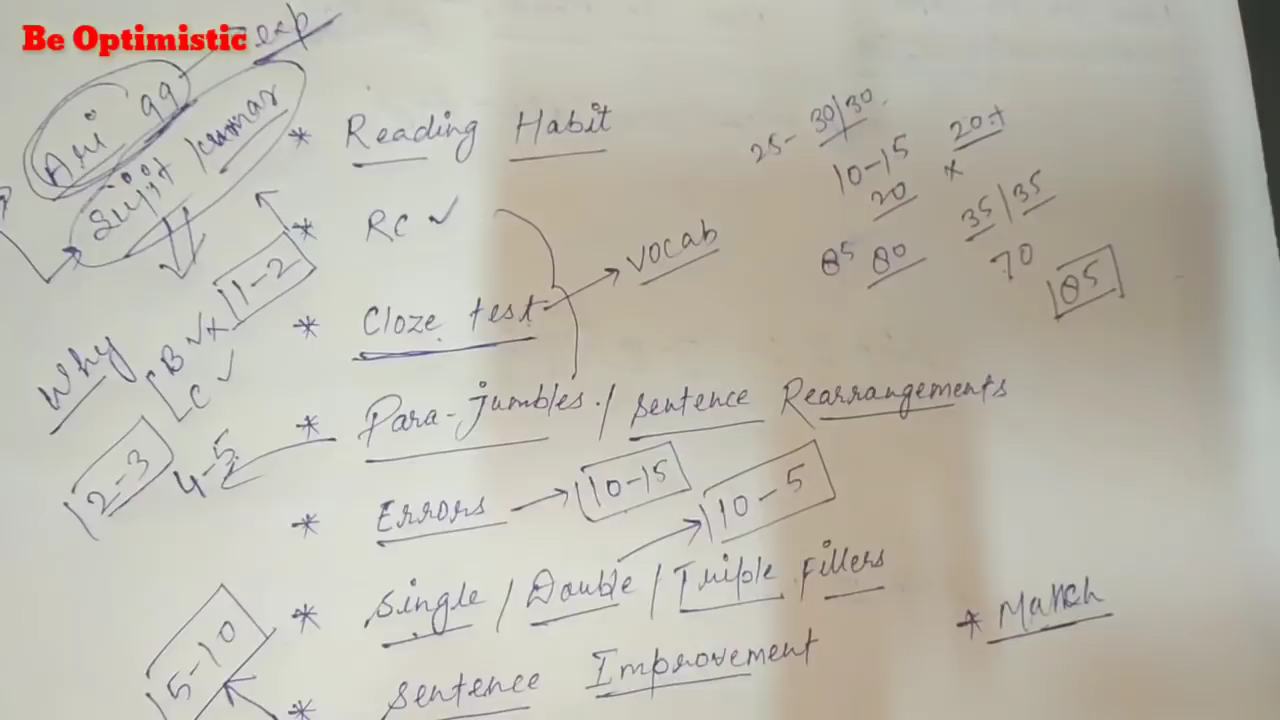 Be Optimistic
exp
Ari 99
Sujit kumar
* Reading Habit
25- 30/30
10-15
20
20+
*
35/35
85 80
70
85
* RC ✓
1-2
vocab
* Cloze test
Why
B ✓ x
C ✓
* Para-jumbles / sentence Rearrangements
2-3
4-5
* Errors → 10-15
10-5
* Single / Double / Triple Fillers
5-10
* Match
* Sentence Improvement